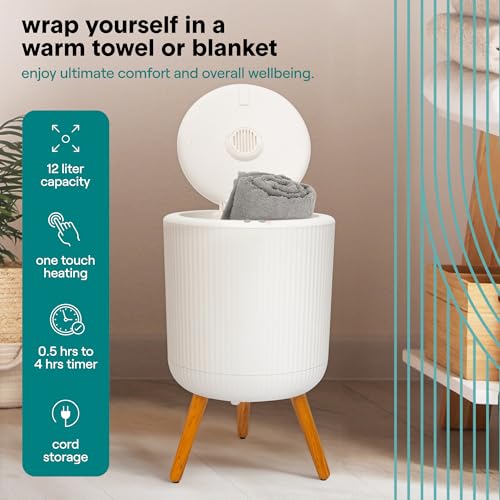 wrap yourself in a
warm towel or blanket
enjoy ultimate comfort and overall wellbeing.
12 liter
capacity
one touch
heating
0.5 hrs to
4 hrs timer
cord
storage